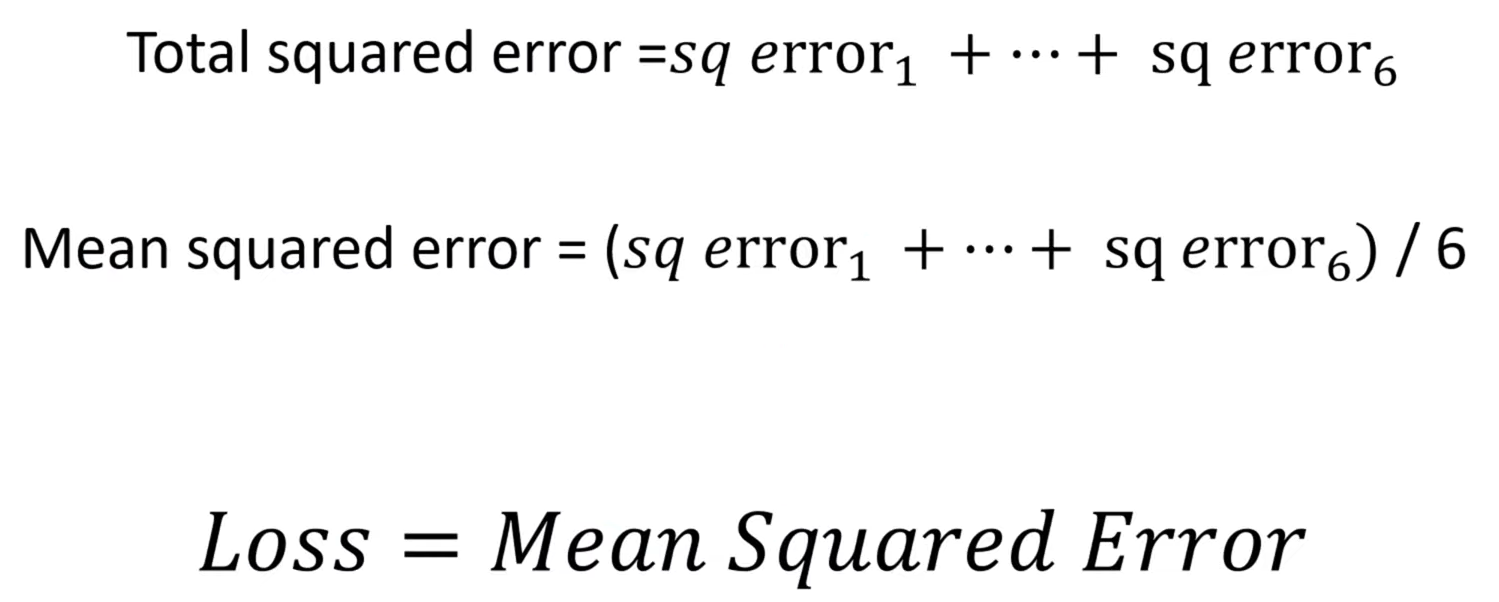 Total squared error =sq error₁ + ⋯ + sq error₆
Mean squared error = (sq error₁ + ⋯ + sq error₆) / 6
Loss = Mean Squared Error